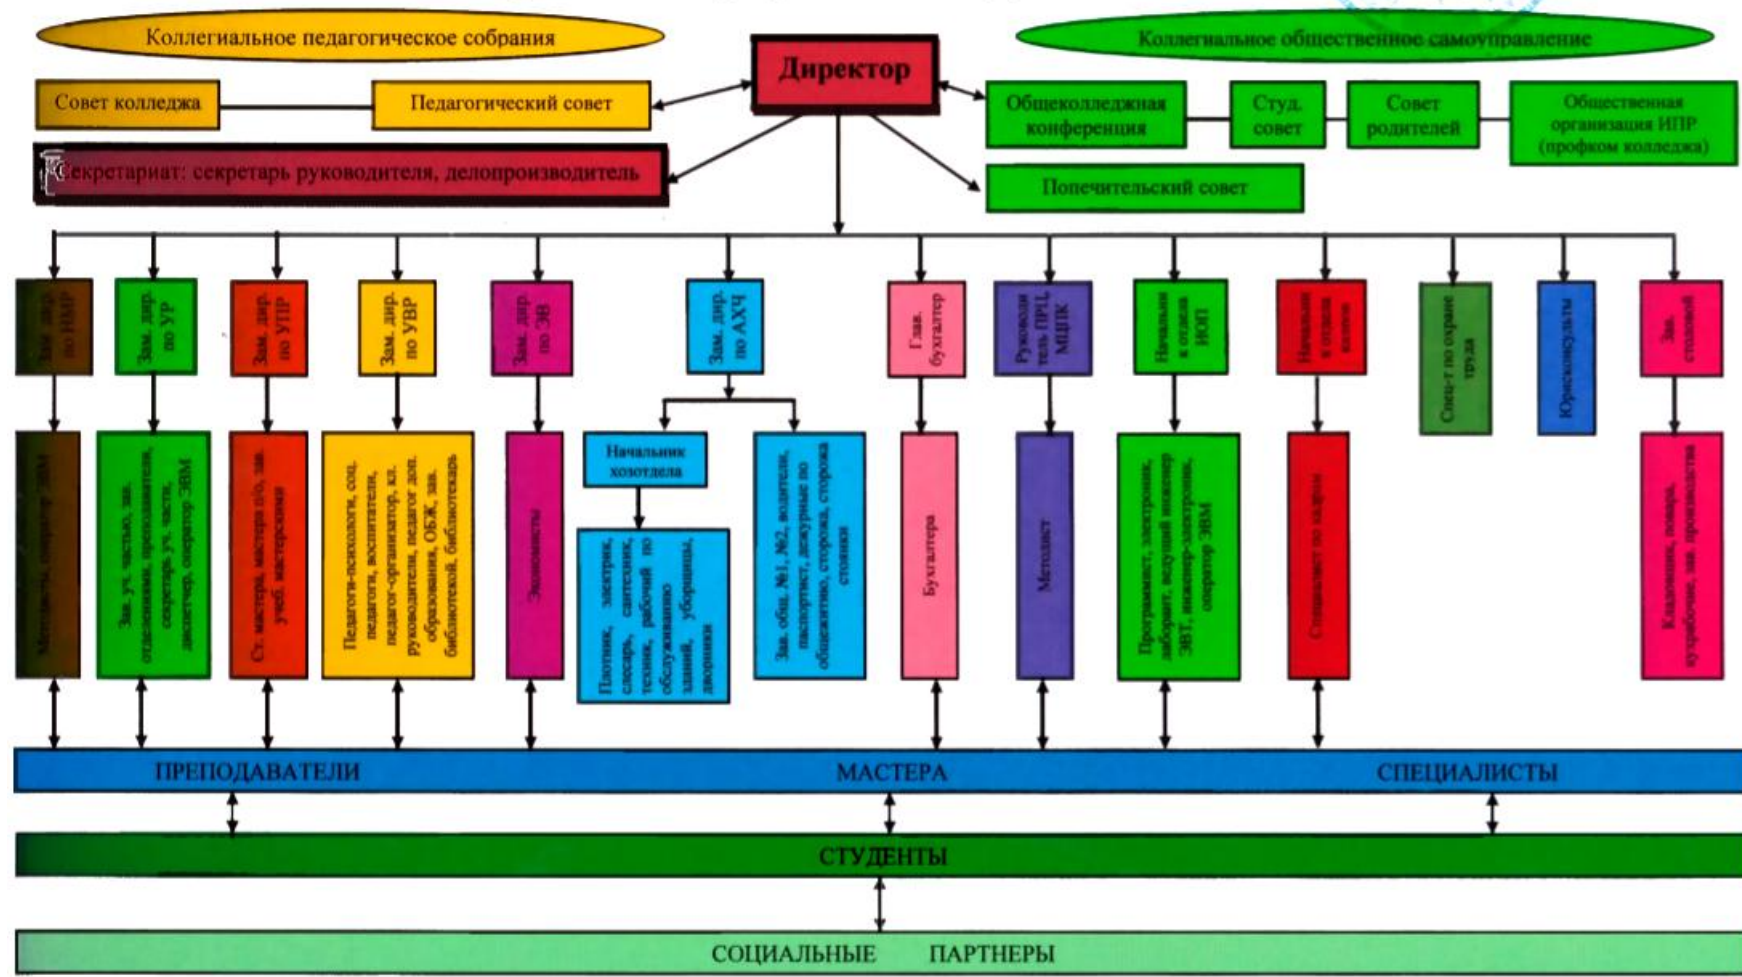 Коллегиальное педагогическое собрания
Коллегиальное общественное самоуправление
Директор
Совет колледжа
Педагогический совет
Общеколледжная
конференция
Студ.
совет
Совет
родителей
Общественная
организация ИПР
(профком колледжа)
Секретариат: секретарь руководителя, делопроизводитель
Попечительский совет
Зам. дир.
по НМР
Зам. дир.
по УР
Зам. дир.
по УПР
Зам. дир.
по УВР
Зам. дир.
по ЭВ
Зам. дир.
по АХЧ
Глав.
бухгалтер
Руководи
тель ПРЦ,
МЦПК
Начальни
к отдела
ИОП
Начальни
к отдела
кадров
Спец-т по охране
труда
Юрисконсульты
Зав.
столовой
Методисты, оператор ЭВМ
Зав. уч. частью, зав.
отделениями, преподаватели,
секретарь уч. части,
диспетчер, оператор ЭВМ
Ст. мастера, мастера п/о, зав.
учеб. мастерскими
Педагоги-психологи, соц.
педагоги, воспитатели,
педагог-организатор, кл.
руководители, педагог доп.
образования, ОБЖ, зав.
библиотекой, библиотекарь
Экономисты
Начальник
хозотдела
Плотник, электрик,
слесарь, сантехник,
техник, рабочий по
обслуживанию
зданий, уборщицы,
дворники
Зав. общ. №1, №2, водители,
паспортист, дежурные по
общежитию, сторожа, сторожа
стоянки
Бухгалтера
Методист
Программист, электроник,
лаборант, ведущий инженер
ЭВТ, инженер-электроник,
оператор ЭВМ
Специалист по кадрам
Кладовщик, повара,
кухрабочие, зав. производства
ПРЕПОДАВАТЕЛИ МАСТЕРА СПЕЦИАЛИСТЫ
СТУДЕНТЫ
СОЦИАЛЬНЫЕ ПАРТНЕРЫ